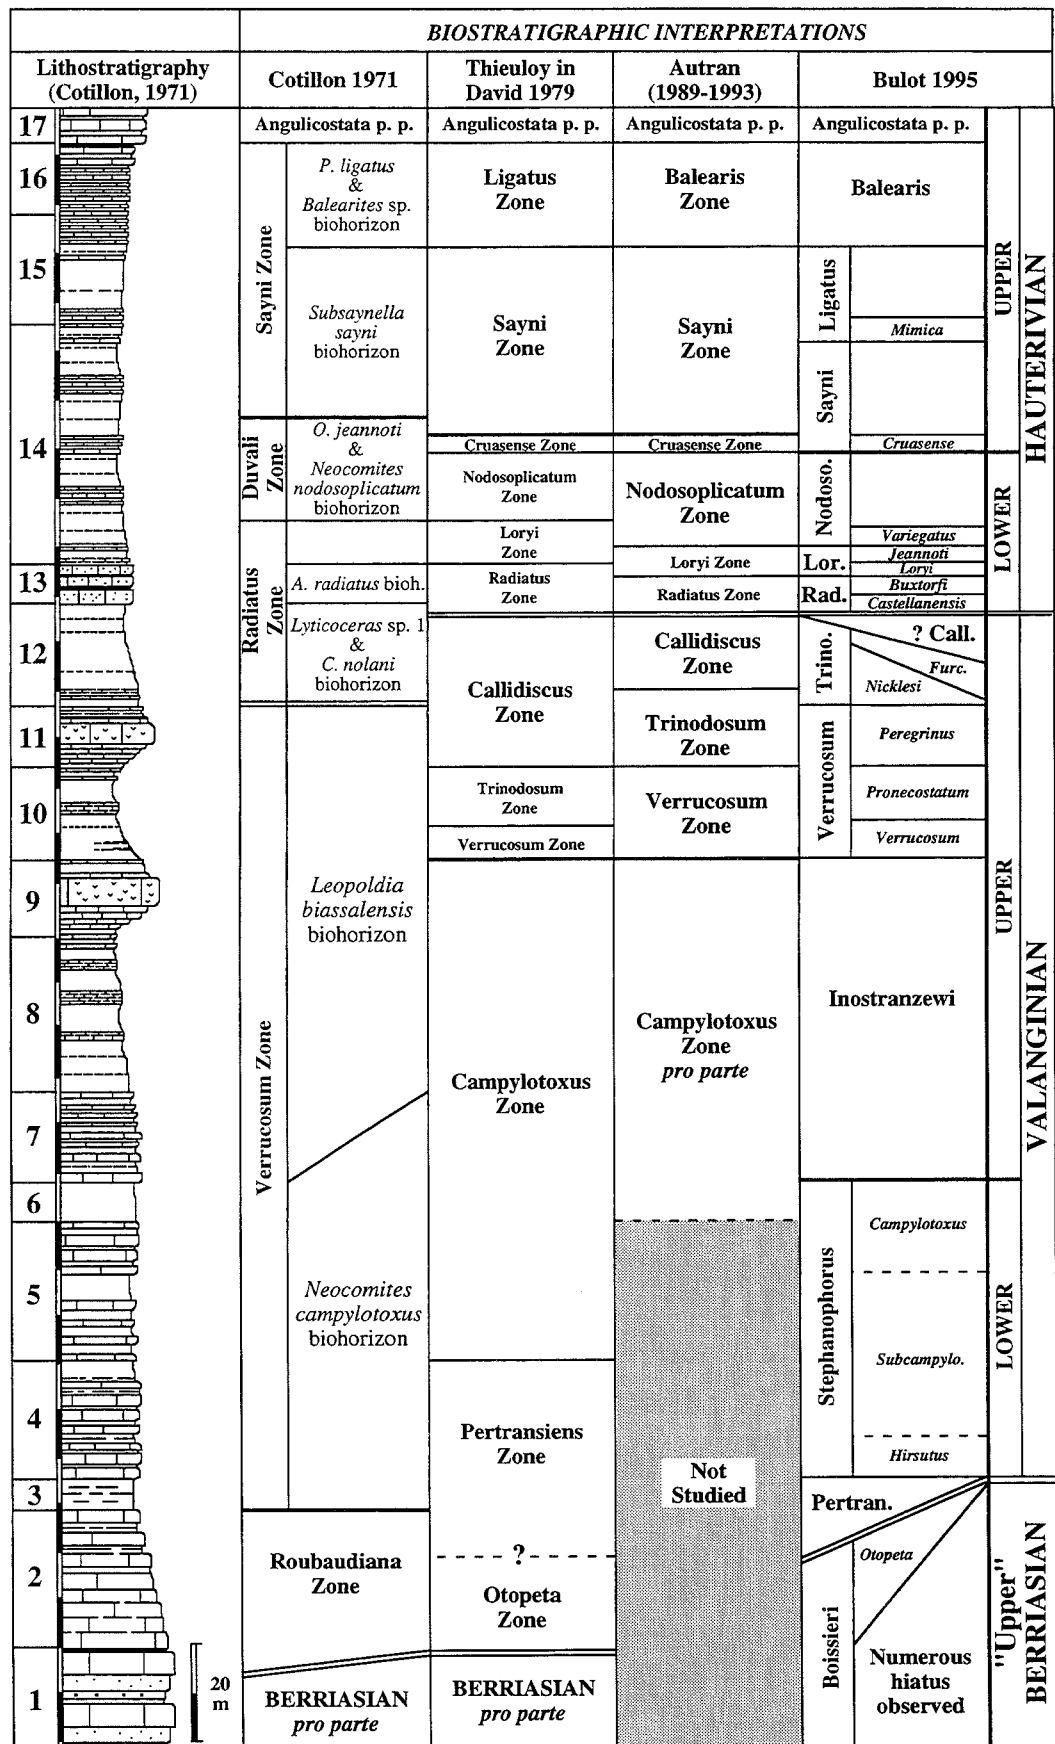 BIOSTRATIGRAPHIC INTERPRETATIONS
Lithostratigraphy
(Cotillon, 1971)
Cotillon 1971
Thieuloy in
David 1979
Autran
(1989-1993)
Bulot 1995
17
16
15
14
13
12
11
10
9
8
7
6
5
4
3
2
1
20
m
Angulicostata p. p.
Sayni Zone
P. ligatus
&
Balearites sp.
biohorizon
Subsaynella
sayni
biohorizon
Duvali
Zone
O. jeannoti
&
Neocomites
nodosoplicatum
biohorizon
Radiatus
Zone
A. radiatus bioh.
Lyticoceras sp. 1
&
C. nolani
biohorizon
Verrucosum Zone
Leopoldia
biassalensis
biohorizon
Neocomites
campylotoxus
biohorizon
Roubaudiana
Zone
BERRIASIAN
pro parte
Angulicostata p. p.
Ligatus
Zone
Sayni
Zone
Cruasense Zone
Nodosoplicatum
Zone
Loryi
Zone
Radiatus
Zone
Callidiscus
Zone
Trinodosum
Zone
Verrucosum Zone
Campylotoxus
Zone
Pertransiens
Zone
?
Otopeta
Zone
BERRIASIAN
pro parte
Angulicostata p. p.
Balearis
Zone
Sayni
Zone
Cruasense Zone
Nodosoplicatum
Zone
Loryi Zone
Radiatus Zone
Callidiscus
Zone
Trinodosum
Zone
Verrucosum
Zone
Campylotoxus
Zone
pro parte
Not
Studied
Angulicostata p. p.
Balearis
Ligatus
Mimica
Sayni
Cruasense
Nodoso.
Variegatus
Lor.
Jeannoti
Loryi
Rad.
Buxtorfi
Castellanensis
Trino.
? Call.
Furc.
Nicklesi
Verrucosum
Peregrinus
Pronecostatum
Verrucosum
Inostranzewi
Stephanophorus
Campylotoxus
Subcampylo.
Hirsutus
Pertran.
Boissieri
Otopeta
Numerous
hiatus
observed
UPPER
LOWER
HAUTERIVIAN
UPPER
LOWER
VALANGINIAN
"Upper"
BERRIASIAN